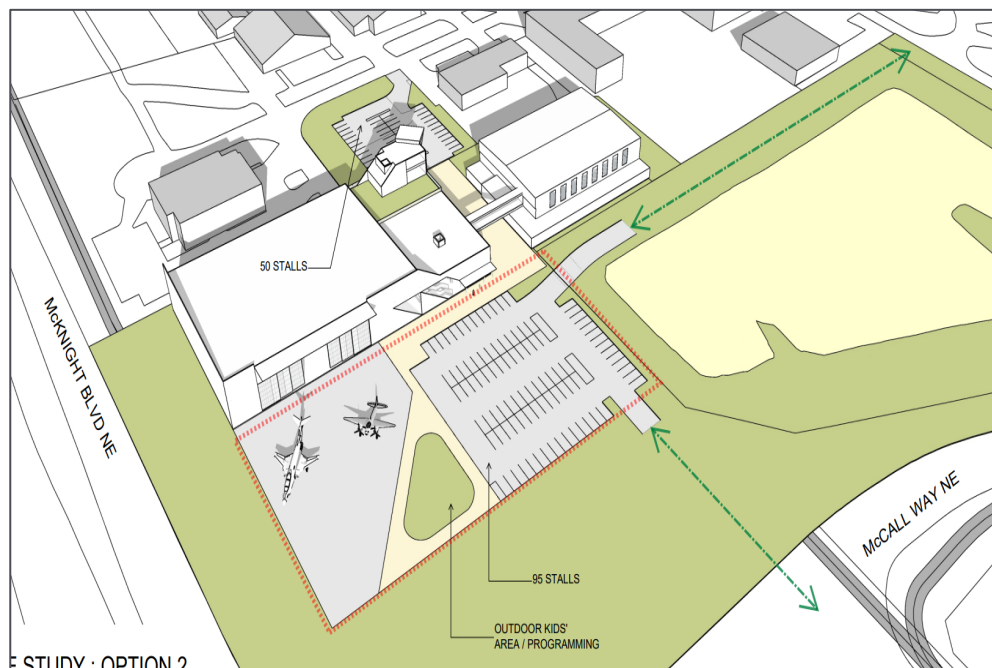 50 STALLS
McKNIGHT BLVD NE
McCALL WAY NE
95 STALLS
OUTDOOR KIDS'
AREA / PROGRAMMING
STUDY : OPTION 2